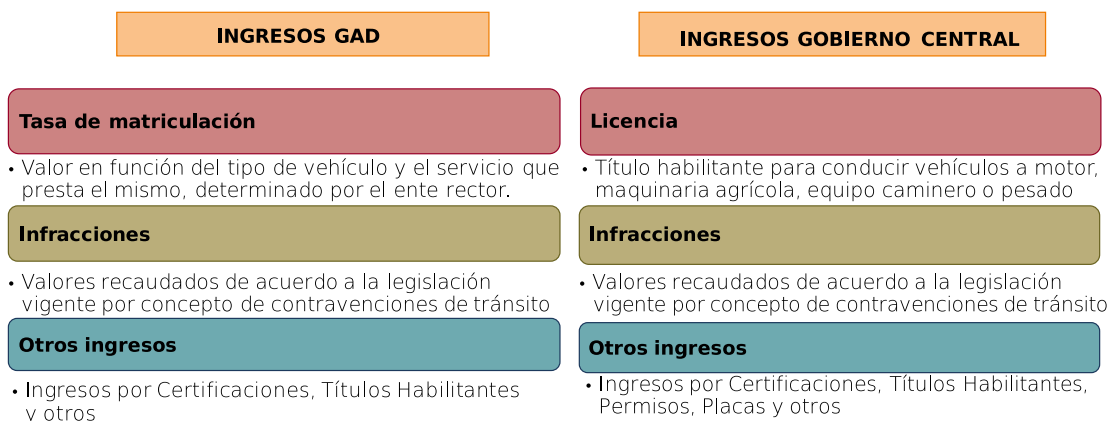 INGRESOS GAD
Tasa de matriculación
• Valor en función del tipo de vehículo y el servicio que
presta el mismo, determinado por el ente rector.
Infracciones
• Valores recaudados de acuerdo a la legislación
vigente por concepto de contravenciones de tránsito
Otros ingresos
• Ingresos por Certificaciones, Títulos Habilitantes
y otros
INGRESOS GOBIERNO CENTRAL
Licencia
• Título habilitante para conducir vehículos a motor,
maquinaria agrícola, equipo caminero o pesado
Infracciones
• Valores recaudados de acuerdo a la legislación
vigente por concepto de contravenciones de tránsito
Otros ingresos
• Ingresos por Certificaciones, Títulos Habilitantes,
Permisos, Placas y otros